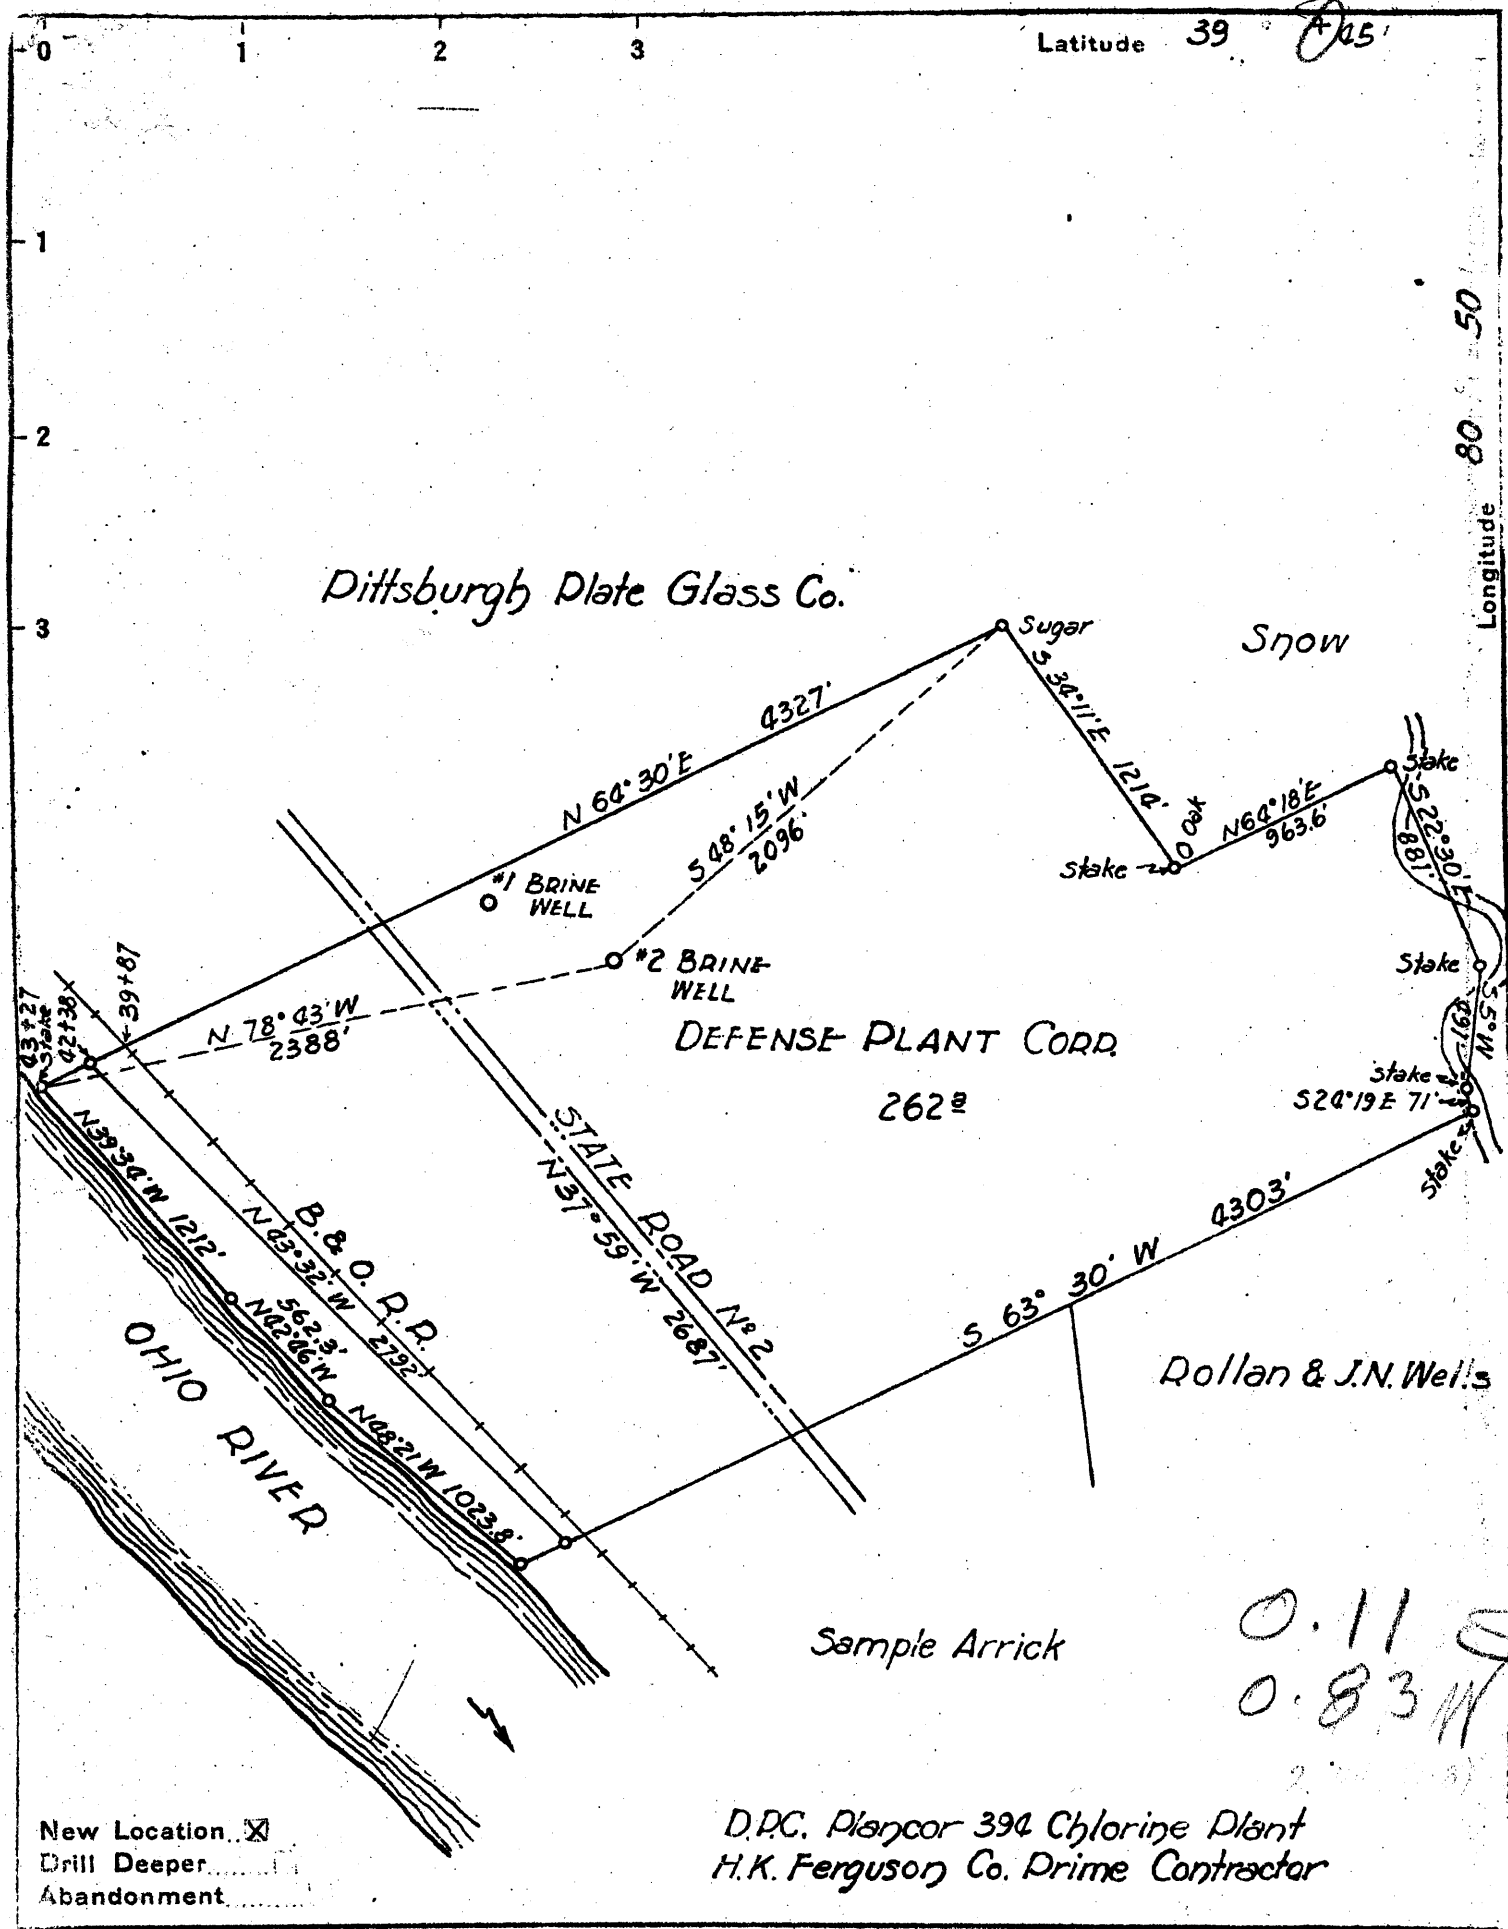 0 1 2 3
Latitude 39 45'
1
2
3
Longitude 80 50
Pittsburgh Plate Glass Co.
Sugar
Snow
4327'
N 64° 30' E
S 34° 11' E 1214'
S 48° 15' W
2096'
Oak
Stake
N 64° 18' E
963.6'
Stake
S 22° 30' E
881'
#1 BRINE
WELL
#2 BRINE
WELL
Stake
S 5° W
491'
43+27
Stake
42+38
39+87
N 78° 43' W
2388'
DEFENSE PLANT CORP.
262 a
Stake
S 24° 19 E 71'
Stake
STATE ROAD No 2
N 37° 59' W 2687'
N 39° 34' W 1212'
B. & O. R.R.
N 43° 32' W 2792'
S 63° 30' W
4303'
562.3'
N 42° 46' W
OHIO RIVER
N 48° 21' W 1023.8'
Rollan & J.N. Wells
Sample Arrick
0.11 S
0.83 W
New Location X
Drill Deeper
Abandonment
D.P.C. Plancor 394 Chlorine Plant
H.K. Ferguson Co. Prime Contractor